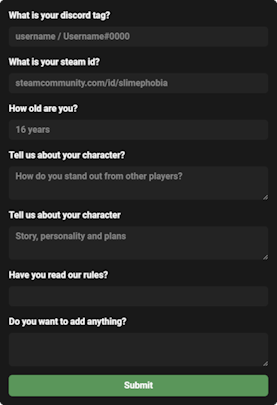 What is your discord tag?
username / Username#0000
What is your steam id?
steamcommunity.com/id/slimephobia
How old are you?
16 years
Tell us about your character?
How do you stand out from other players?
Tell us about your character
Story, personality and plans
Have you read our rules?
Do you want to add anything?
Submit